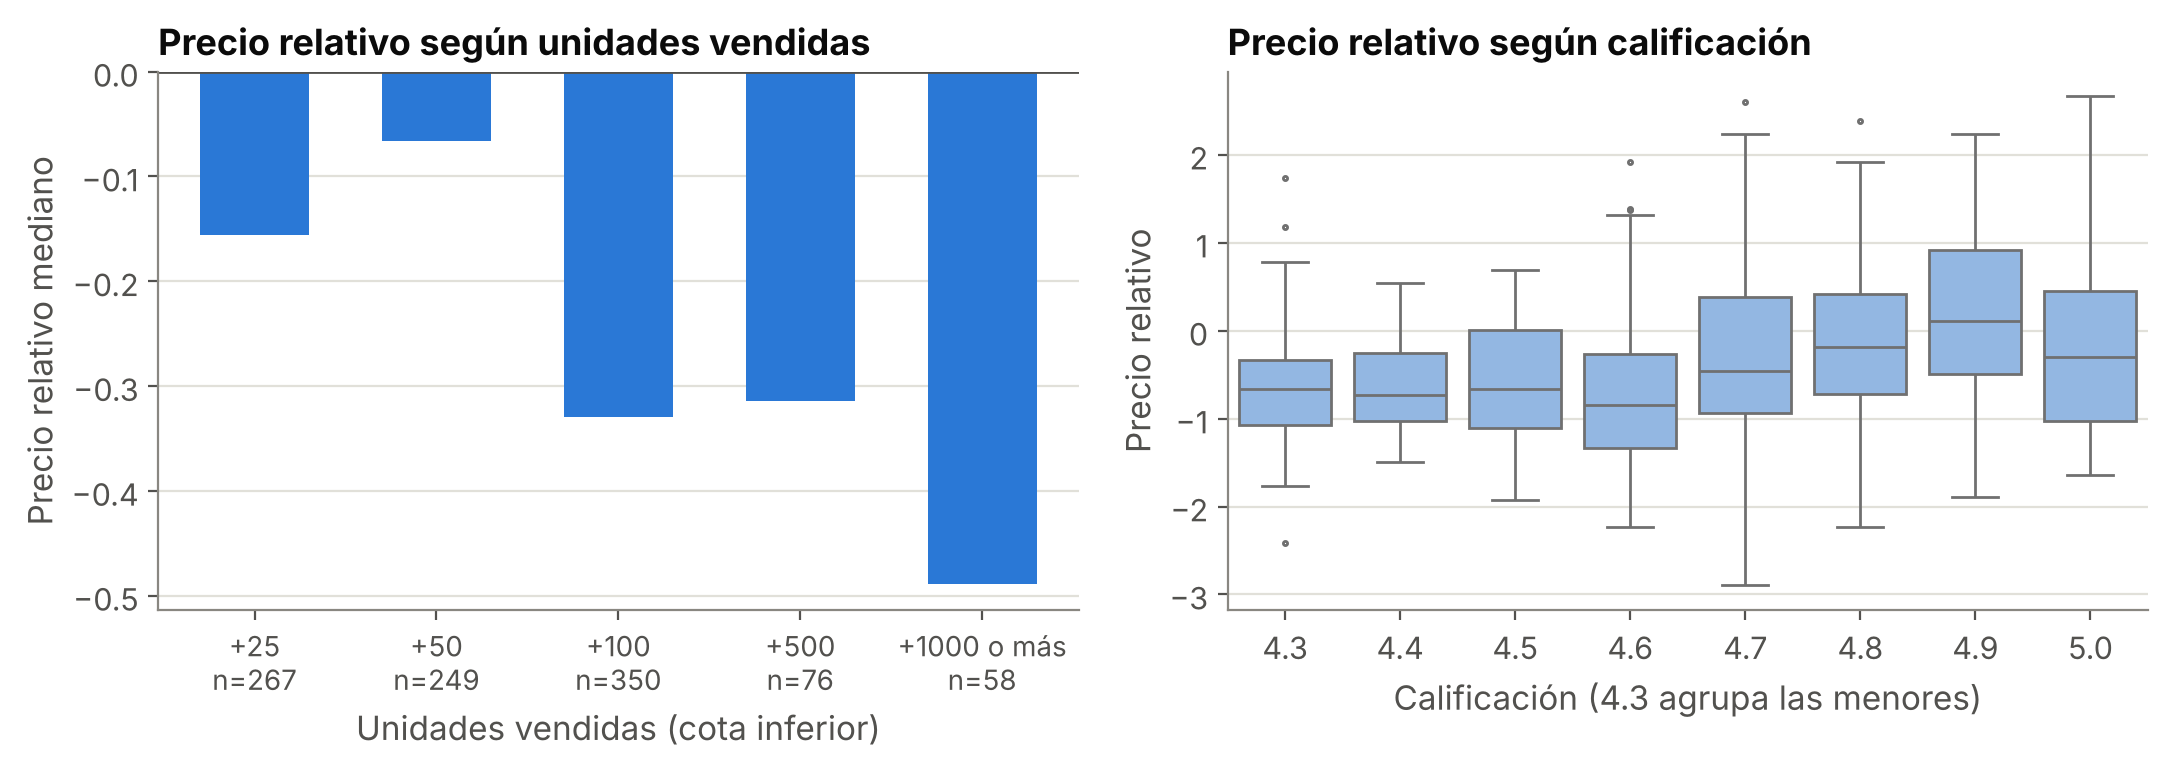 Precio relativo según unidades vendidas
Precio relativo mediano
0.0
−0.1
−0.2
−0.3
−0.4
−0.5
+25
n=267
+50
n=249
+100
n=350
+500
n=76
+1000 o más
n=58
Unidades vendidas (cota inferior)
Precio relativo según calificación
Precio relativo
2
1
0
−1
−2
−3
4.3
4.4
4.5
4.6
4.7
4.8
4.9
5.0
Calificación (4.3 agrupa las menores)